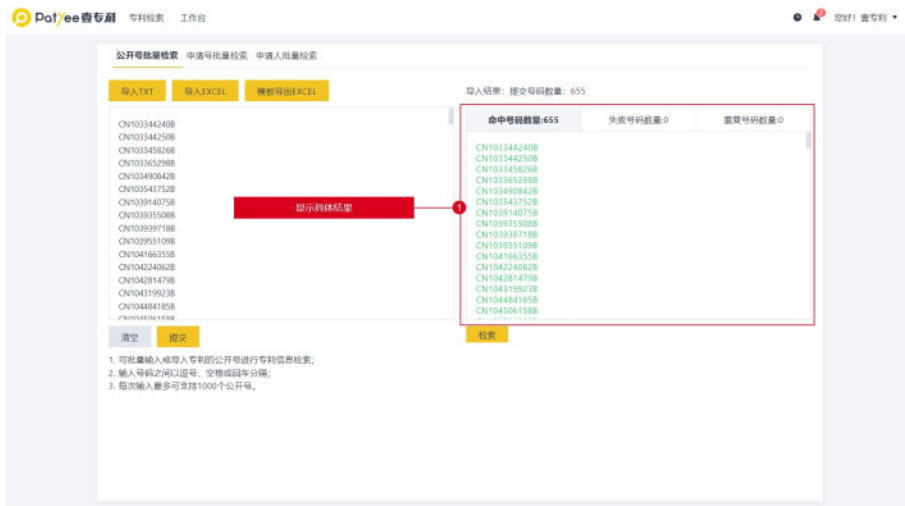 Patyee壹专利 专利检索 工作台 您好！壹专利
公开号批量检索 申请号批量检索 申请人批量检索
导入TXT 导入EXCEL 模板导出EXCEL
导入结果：提交号码数量：655
CN103344240B
CN103344250B
CN103345826B
CN103365298B
CN103490842B
CN103543752B
CN103914075B
CN103935508B
CN103939718B
CN103955109B
CN104166355B
CN104224062B
CN104281479B
CN104319923B
CN104484185B
CN104506158B
显示具体结果
1
命中号码数量:655 失败号码数量:0 重复号码数量:0
CN103344240B
CN103344250B
CN103345826B
CN103365298B
CN103490842B
CN103543752B
CN103914075B
CN103935508B
CN103939718B
CN103955109B
CN104166355B
CN104224062B
CN104281479B
CN104319923B
CN104484185B
CN104506158B
清空 提交
检索
1. 可批量输入或导入专利的公开号进行专利信息检索；
2. 输入号码之间以逗号、空格或回车分隔；
3. 每次输入最多可支持1000个公开号。